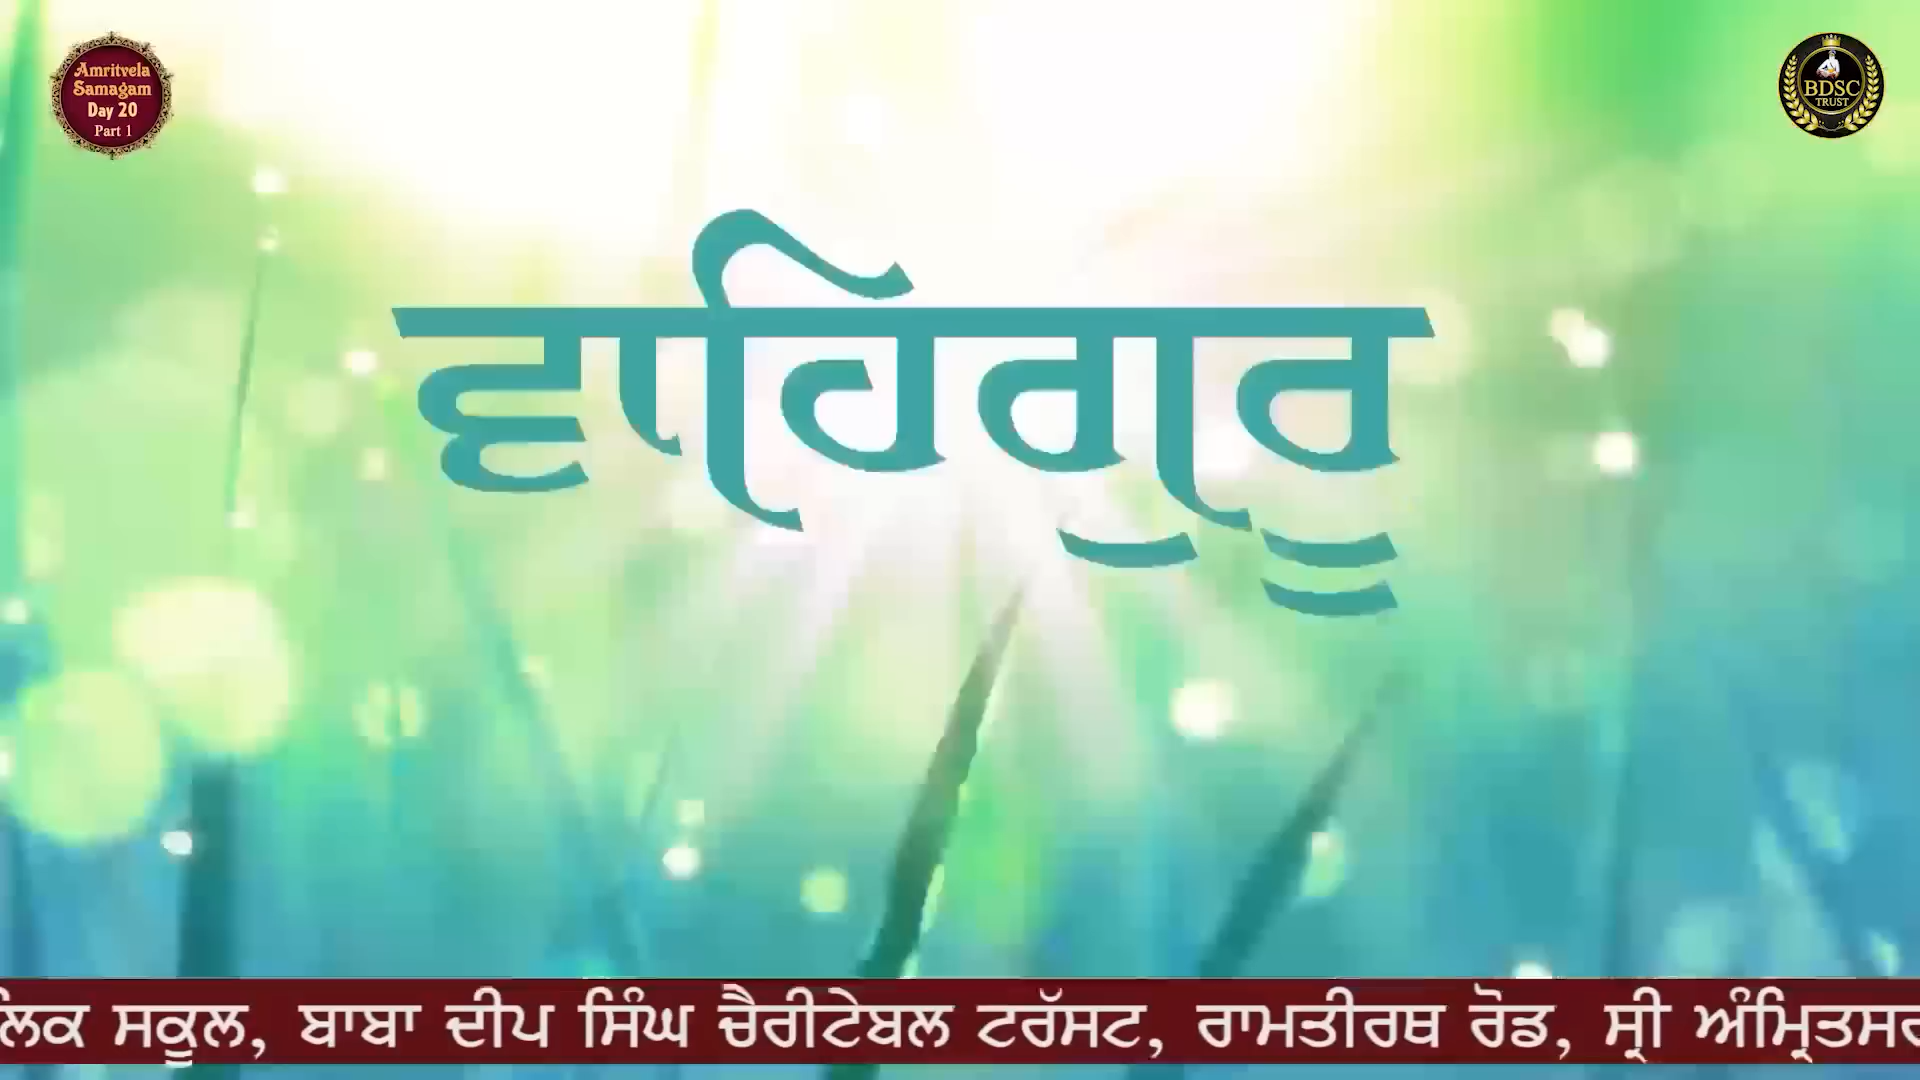 Amritvela
Samagam
Day 20
Part 1
BDSC
TRUST
ਵਾਹਿਗੁਰੂ
ਲਿਕ ਸਕੂਲ, ਬਾਬਾ ਦੀਪ ਸਿੰਘ ਚੈਰੀਟੇਬਲ ਟਰੱਸਟ, ਰਾਮਤੀਰਥ ਰੋਡ, ਸ੍ਰੀ ਅੰਮ੍ਰਿਤਸਰ